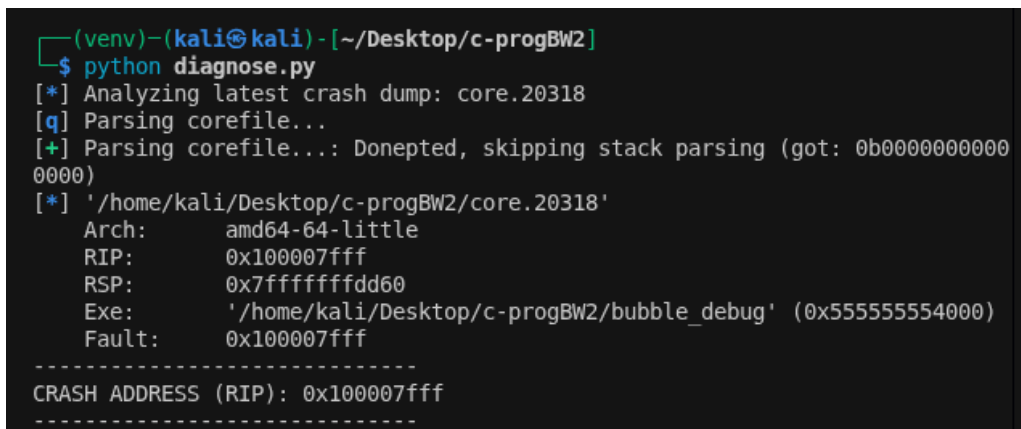 ┌──(venv)─(kali㉿kali)-[~/Desktop/c-progBW2]
└─$ python diagnose.py
[*] Analyzing latest crash dump: core.20318
[q] Parsing corefile...
[+] Parsing corefile...: Donepted, skipping stack parsing (got: 0b0000000000
0000)
[*] '/home/kali/Desktop/c-progBW2/core.20318'
    Arch:      amd64-64-little
    RIP:       0x100007fff
    RSP:       0x7fffffffdd60
    Exe:       '/home/kali/Desktop/c-progBW2/bubble_debug' (0x555555554000)
    Fault:     0x100007fff
------------------------------
CRASH ADDRESS (RIP): 0x100007fff
------------------------------